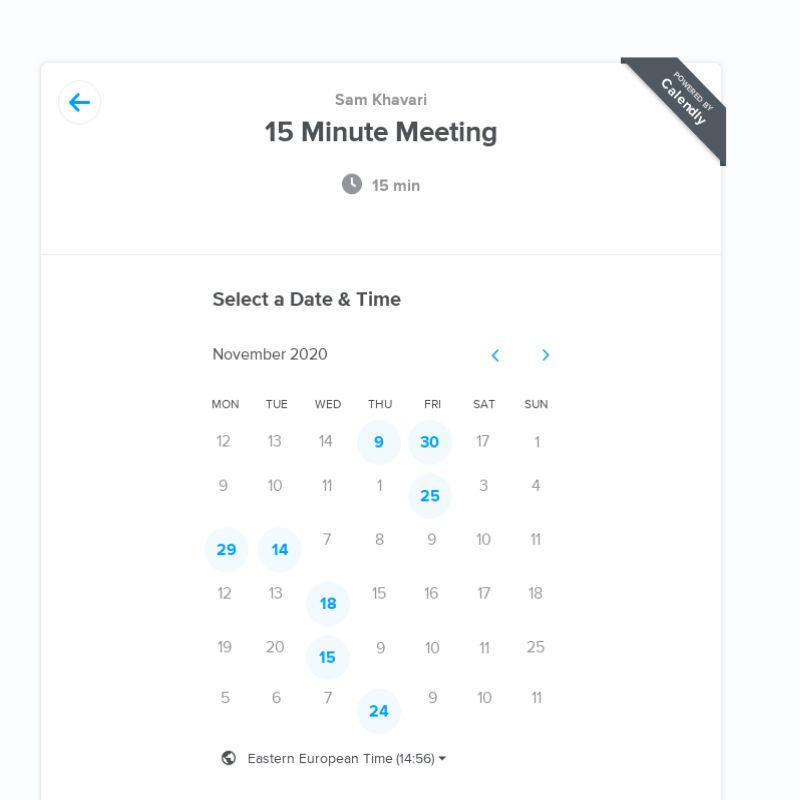 POWERED BY
Calendly
Sam Khavari
15 Minute Meeting
15 min
Select a Date & Time
November 2020
MON TUE WED THU FRI SAT SUN
12 13 14 9 30 17 1
9 10 11 1 25 3 4
29 14 7 8 9 10 11
12 13 18 15 16 17 18
19 20 15 9 10 11 25
5 6 7 24 9 10 11
Eastern European Time (14:56)